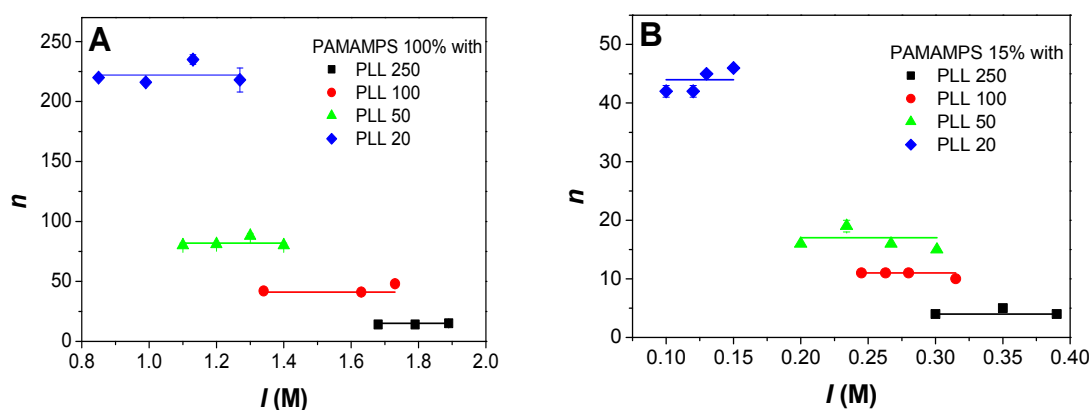 A
PAMAMPS 100% with
PLL 250
PLL 100
PLL 50
PLL 20
250
200
150
100
50
0
n
0.8 1.0 1.2 1.4 1.6 1.8 2.0
I (M)
B
PAMAMPS 15% with
PLL 250
PLL 100
PLL 50
PLL 20
50
40
30
20
10
0
n
0.10 0.15 0.20 0.25 0.30 0.35 0.40
I (M)